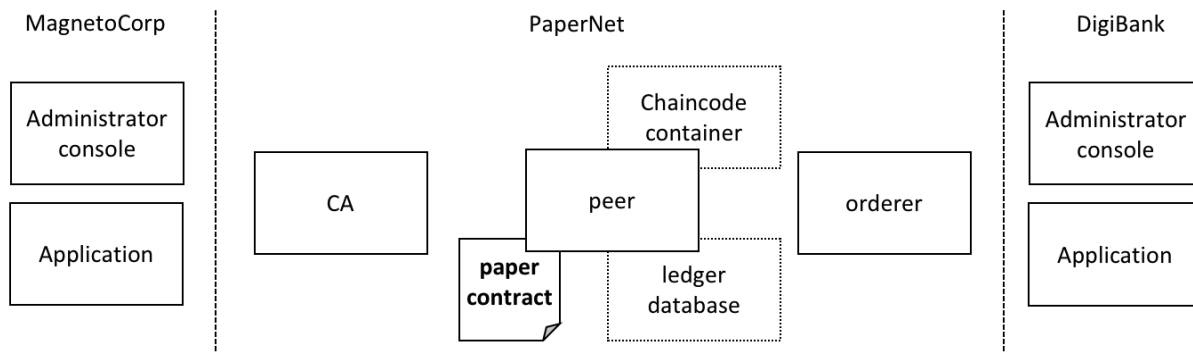 MagnetoCorp
Administrator
console
Application
PaperNet
CA
Chaincode
container
peer
paper
contract
ledger
database
orderer
DigiBank
Administrator
console
Application